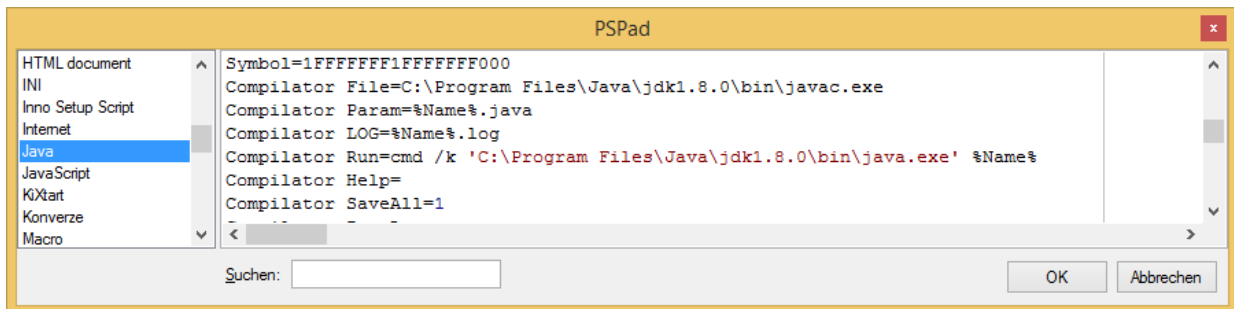 PSPad
x
HTML document
INI
Inno Setup Script
Internet
Java
JavaScript
KiXtart
Konverze
Macro
Symbol=1FFFFFFF1FFFFFFF000
Compilator File=C:\Program Files\Java\jdk1.8.0\bin\javac.exe
Compilator Param=%Name%.java
Compilator LOG=%Name%.log
Compilator Run=cmd /k 'C:\Program Files\Java\jdk1.8.0\bin\java.exe' %Name%
Compilator Help=
Compilator SaveAll=1
Suchen:
OK
Abbrechen